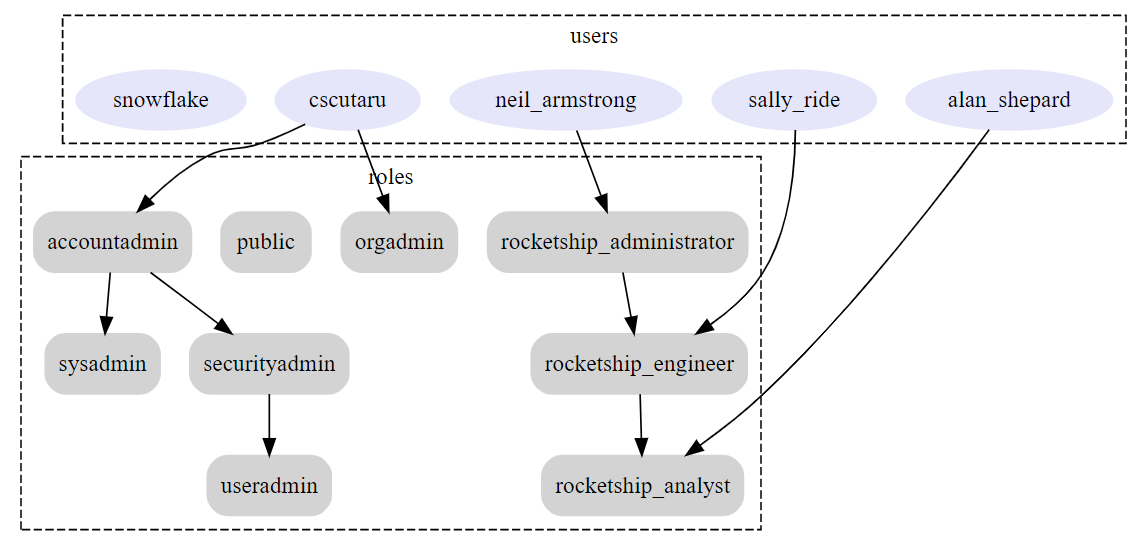 users
snowflake
cscutaru
neil_armstrong
sally_ride
alan_shepard
roles
accountadmin
public
orgadmin
rocketship_administrator
sysadmin
securityadmin
rocketship_engineer
useradmin
rocketship_analyst